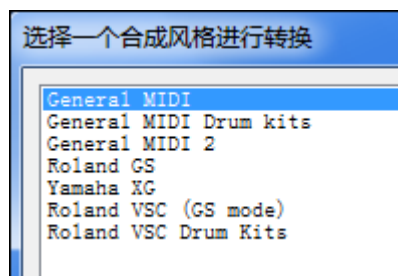 选择一个合成风格进行转换
General MIDI
General MIDI Drum kits
General MIDI 2
Roland GS
Yamaha XG
Roland VSC (GS mode)
Roland VSC Drum Kits